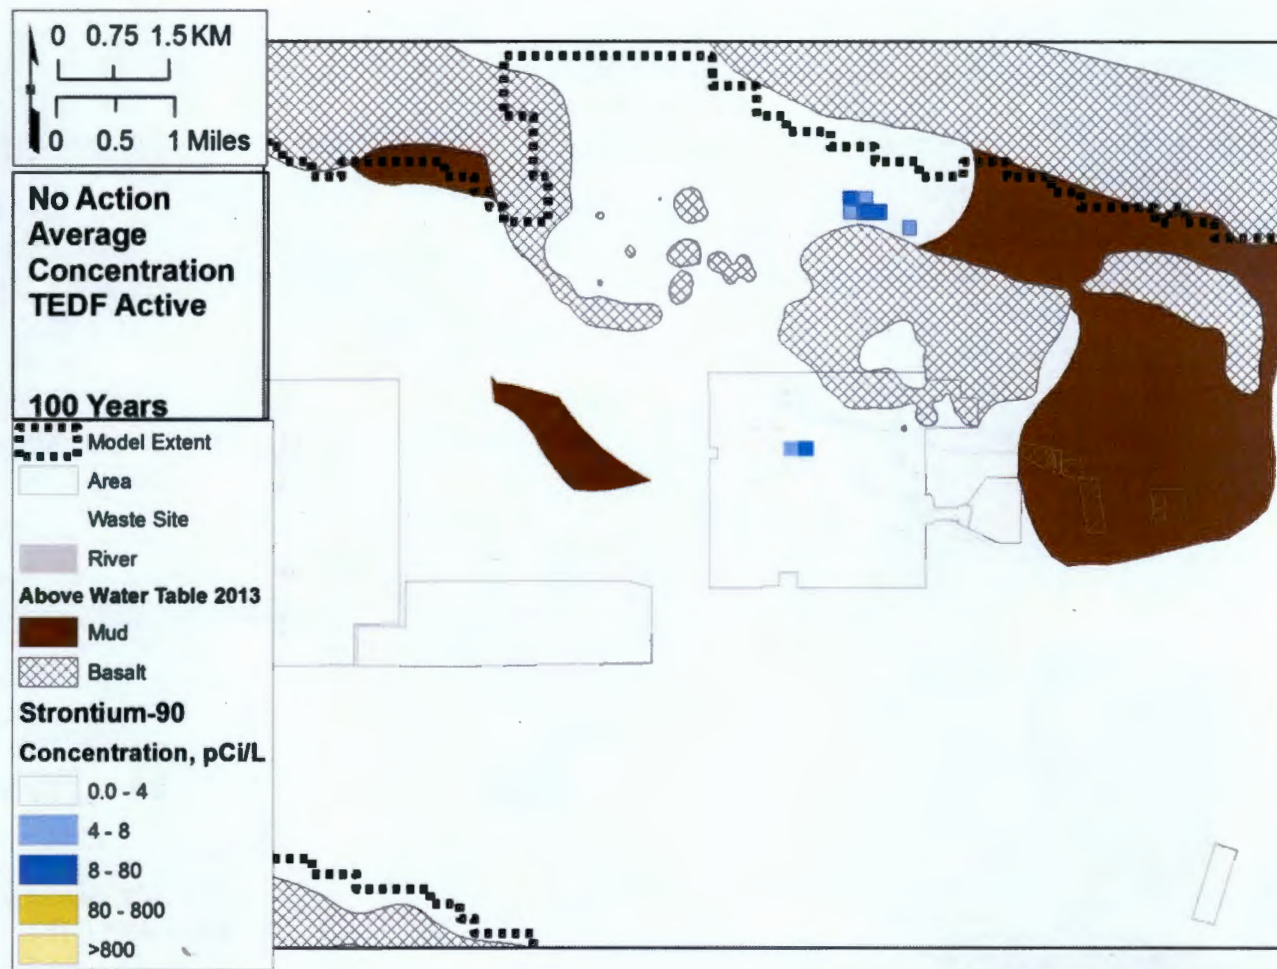 0 0.75 1.5 KM
0 0.5 1 Miles
No Action
Average
Concentration
TEDF Active
100 Years
Model Extent
Area
Waste Site
River
Above Water Table 2013
Mud
Basalt
Strontium-90
Concentration, pCi/L
0.0 - 4
4 - 8
8 - 80
80 - 800
>800